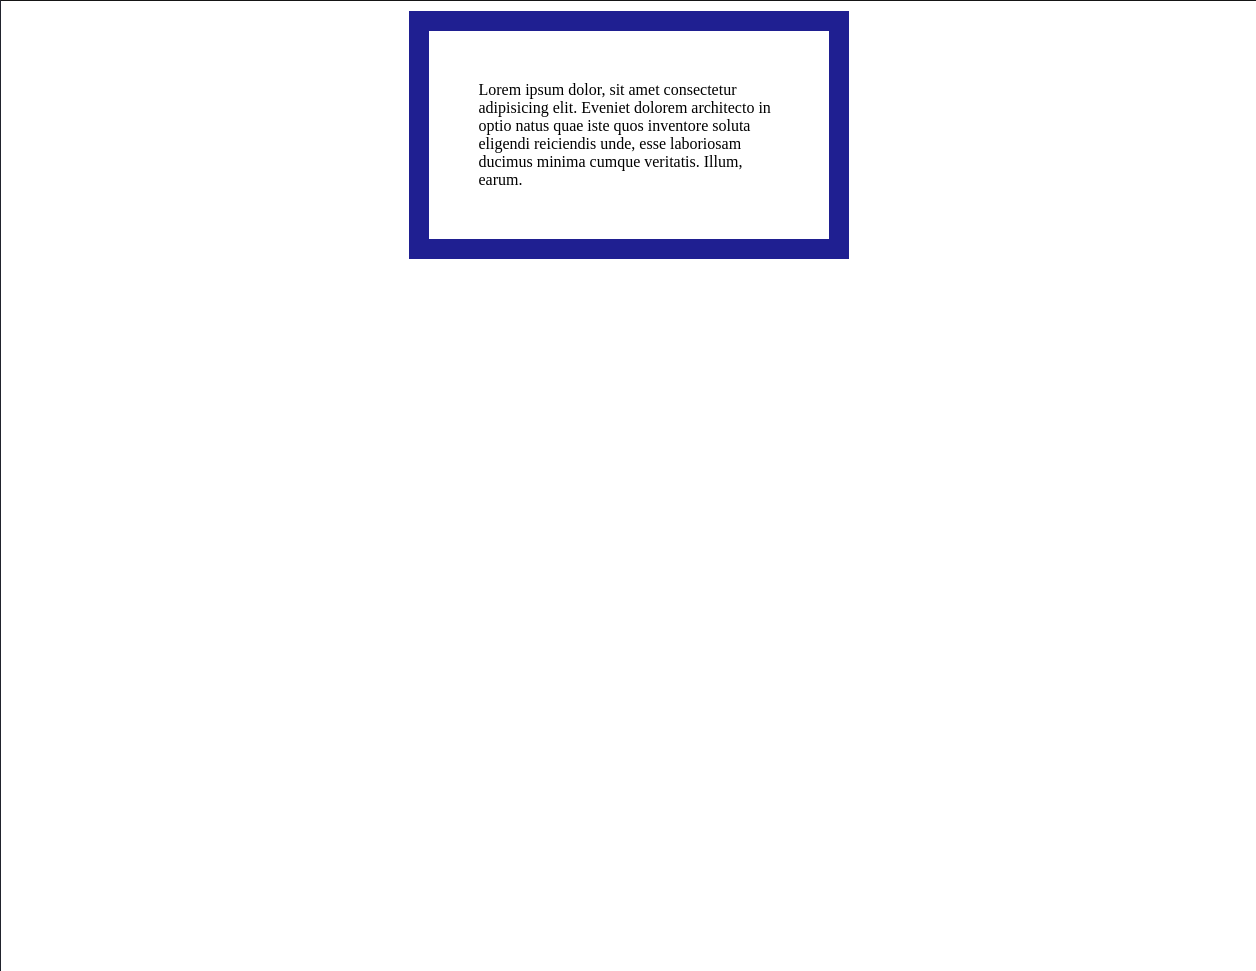 Lorem ipsum dolor, sit amet consectetur
adipisicing elit. Eveniet dolorem architecto in
optio natus quae iste quos inventore soluta
eligendi reiciendis unde, esse laboriosam
ducimus minima cumque veritatis. Illum,
earum.